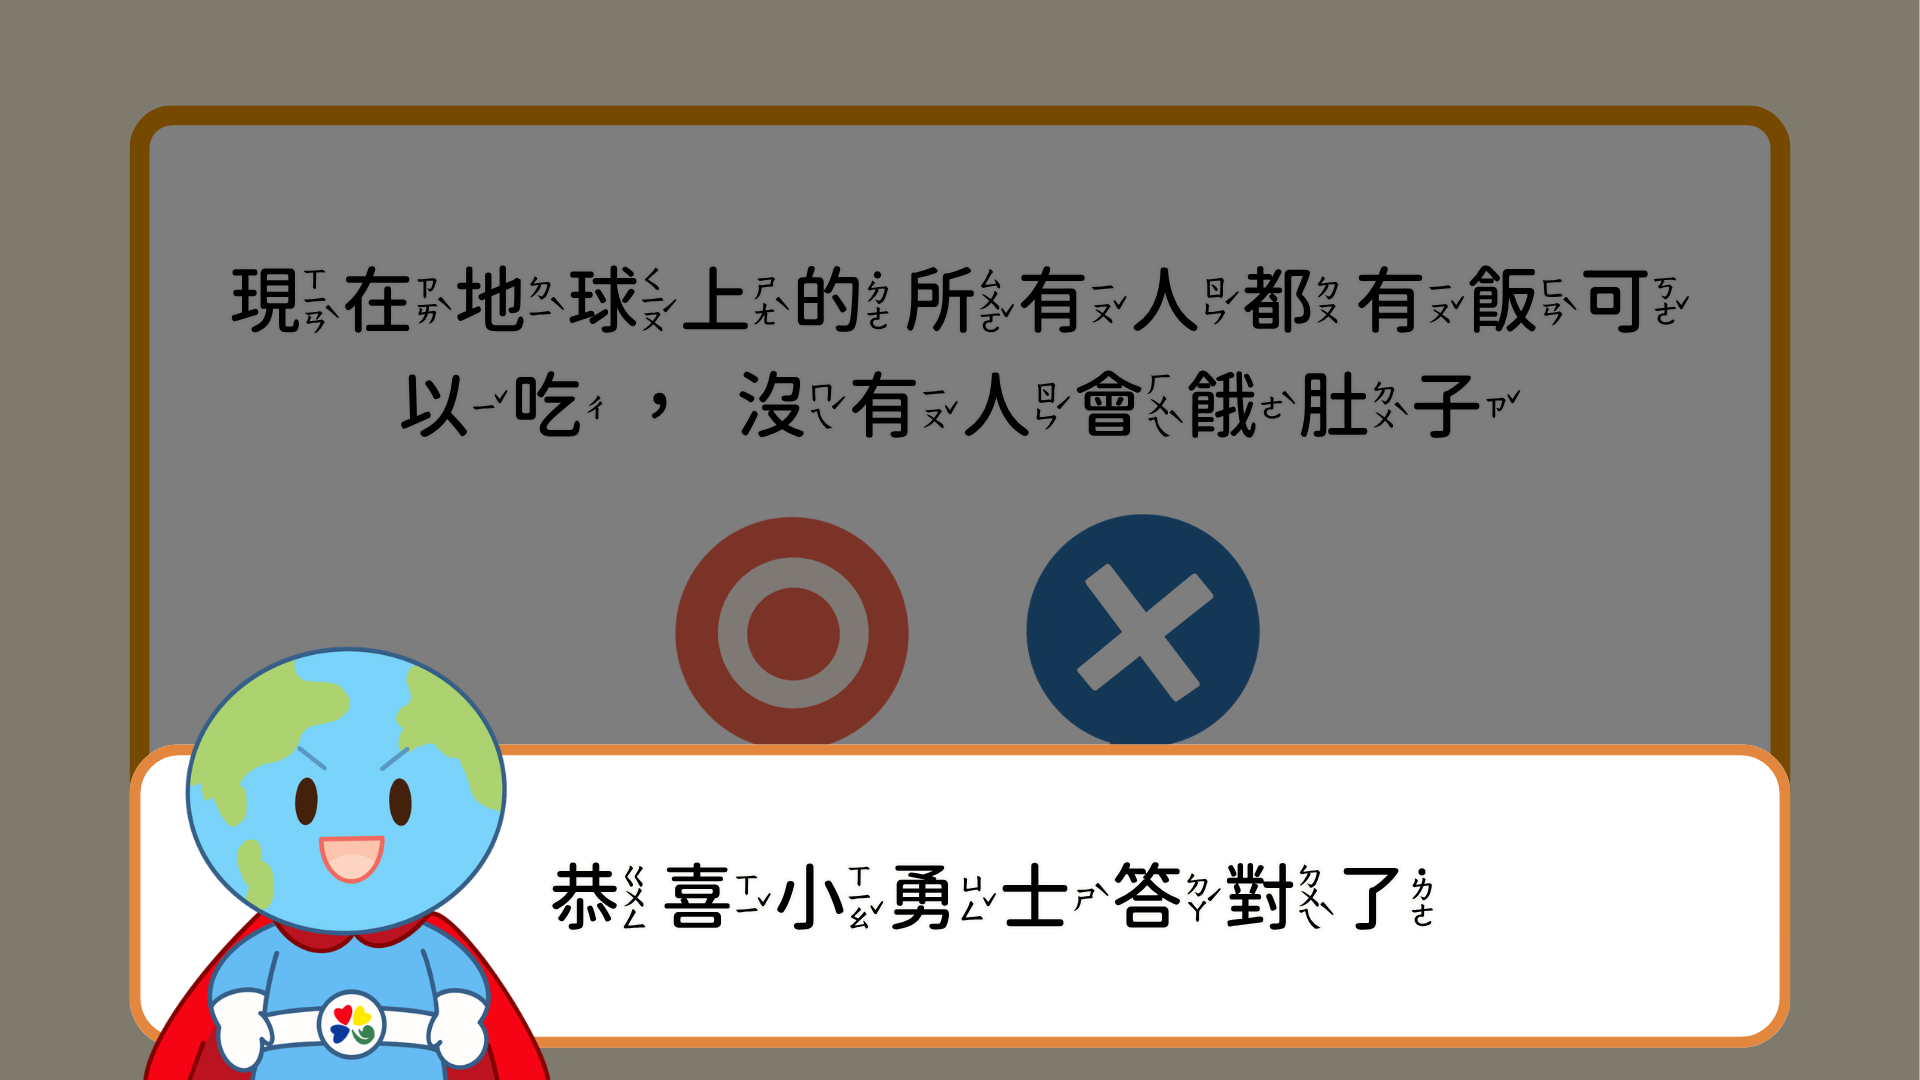 現在地球上的所有人都有飯可
以吃，沒有人會餓肚子
恭喜小勇士答對了